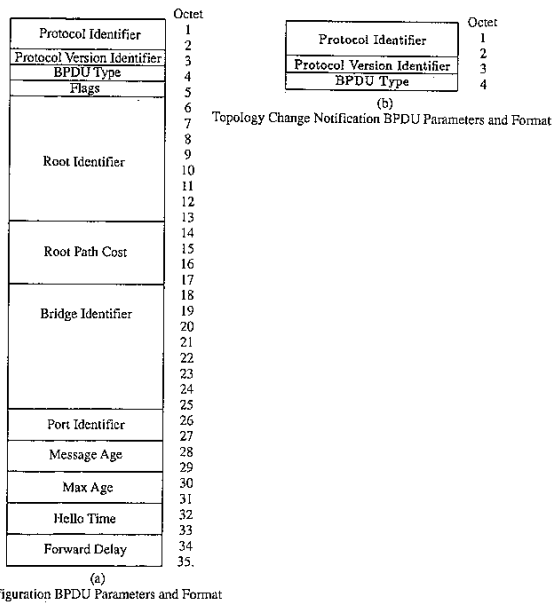 Octet
Protocol Identifier
1
2
Protocol Version Identifier
3
BPDU Type
4
Flags
5
6
7
8
Root Identifier
9
10
11
12
13
14
Root Path Cost
15
16
17
18
Bridge Identifier
19
20
21
22
23
24
25
Port Identifier
26
27
Message Age
28
29
Max Age
30
31
Hello Time
32
33
Forward Delay
34
35.
(a)
figuration BPDU Parameters and Format
Octet
Protocol Identifier
1
2
Protocol Version Identifier
3
BPDU Type
4
(b)
Topology Change Notification BPDU Parameters and Format